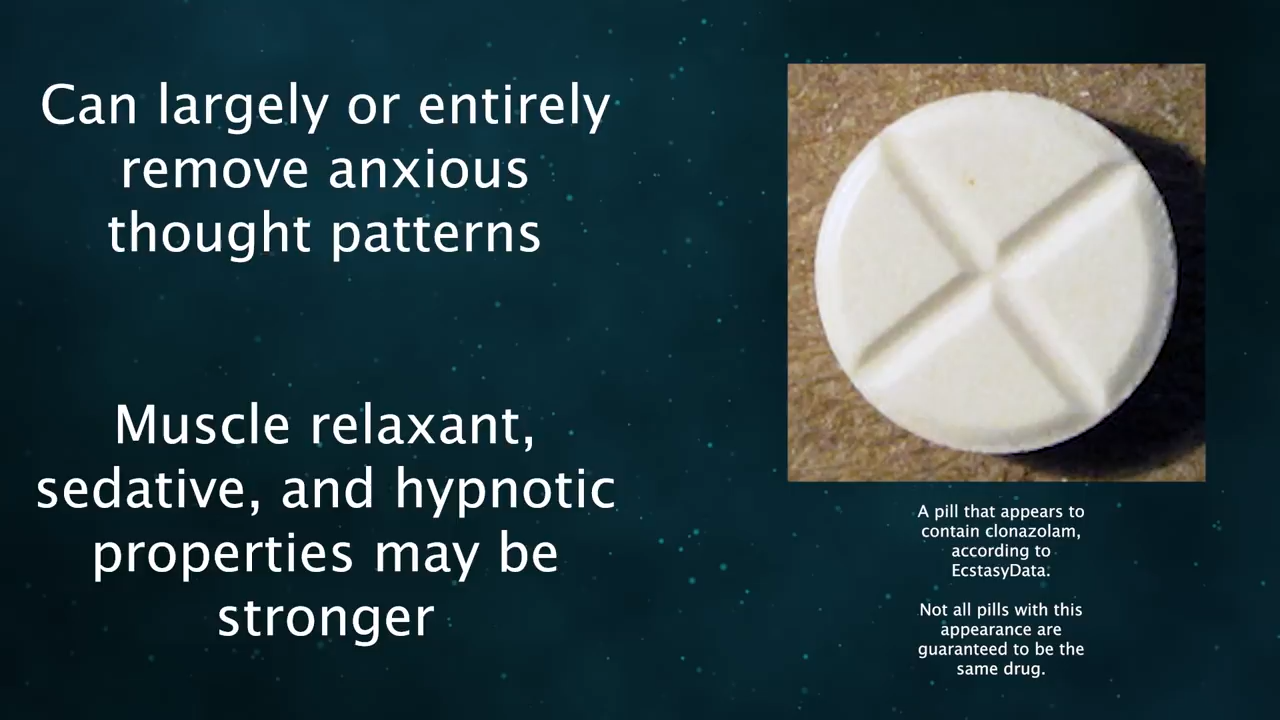 Can largely or entirely
remove anxious
thought patterns
Muscle relaxant,
sedative, and hypnotic
properties may be
stronger
A pill that appears to
contain clonazolam,
according to
EcstasyData.
Not all pills with this
appearance are
guaranteed to be the
same drug.